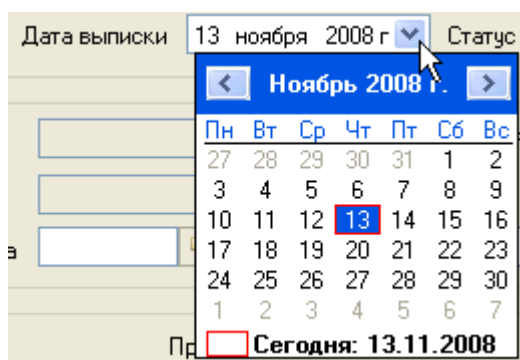 Дата выписки 13 ноября 2008 г Статус
Ноябрь 2008 г.
Пн Вт Ср Чт Пт Сб Вс
27 28 29 30 31 1 2
3 4 5 6 7 8 9
10 11 12 13 14 15 16
17 18 19 20 21 22 23
24 25 26 27 28 29 30
1 2 3 4 5 6 7
Сегодня: 13.11.2008